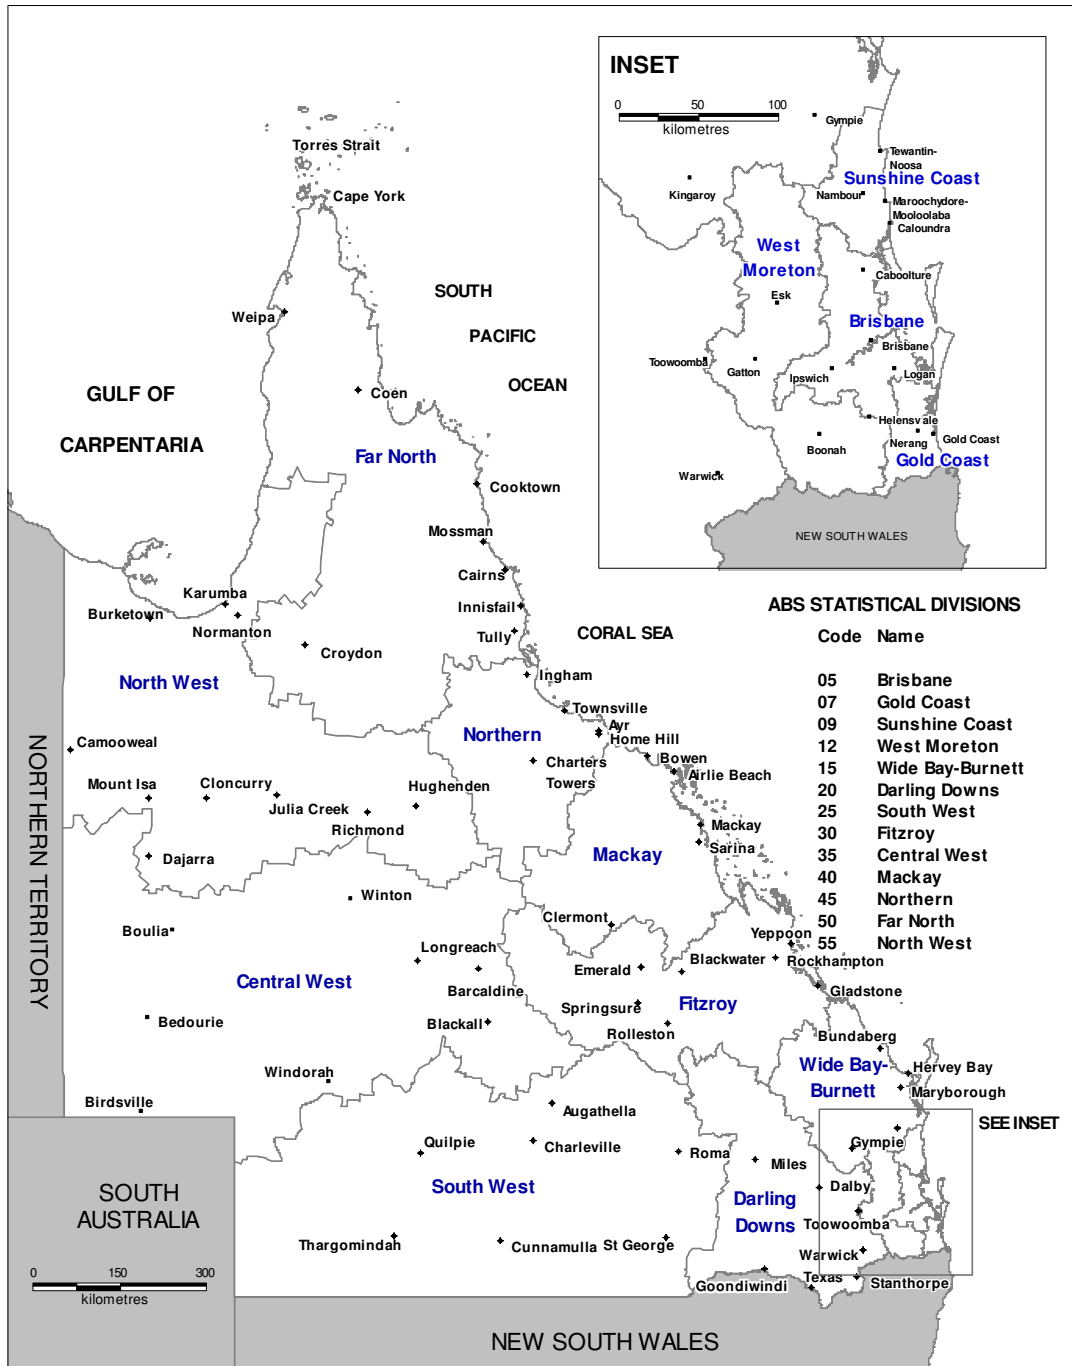 INSET
0 50 100
kilometres
Gympie
Tewantin-
Noosa
Sunshine Coast
Kingaroy
Nambour
Maroochydore-
Mooloolaba
Caloundra
West
Moreton
Caboolture
Esk
Brisbane
Brisbane
Toowoomba
Gatton
Ipswich
Logan
Helensvale
Nerang
Gold Coast
Boonah
Gold Coast
Warwick
NEW SOUTH WALES
Torres Strait
Cape York
SOUTH
PACIFIC
OCEAN
Weipa
Coen
GULF OF
CARPENTARIA
Far North
Cooktown
Mossman
Cairns
Karumba
Innisfail
Burketown
Normanton
Tully
CORAL SEA
Croydon
Ingham
North West
Townsville
Northern
Ayr
Home Hill
Camooweal
Charters
Towers
Bowen
Airlie Beach
Mount Isa
Cloncurry
Julia Creek
Hughenden
Richmond
Mackay
Sarina
Mackay
Dajarra
Winton
Clermont
Boulia
Yeppoon
Longreach
Emerald
Blackwater
Rockhampton
Central West
Barcaldine
Gladstone
Springsure
Fitzroy
Bedourie
Blackall
Rolleston
Bundaberg
Wide Bay-
Burnett
Hervey Bay
Windorah
Maryborough
Birdsville
Augathella
SEE INSET
Quilpie
Charleville
Gympie
Roma
Miles
South West
Dalby
Darling
Downs
Toowoomba
Thargomindah
Cunnamulla
St George
Warwick
Goondiwindi
Texas
Stanthorpe
NORTHERN TERRITORY
SOUTH
AUSTRALIA
0 150 300
kilometres
NEW SOUTH WALES
ABS STATISTICAL DIVISIONS
Code Name
05 Brisbane
07 Gold Coast
09 Sunshine Coast
12 West Moreton
15 Wide Bay-Burnett
20 Darling Downs
25 South West
30 Fitzroy
35 Central West
40 Mackay
45 Northern
50 Far North
55 North West